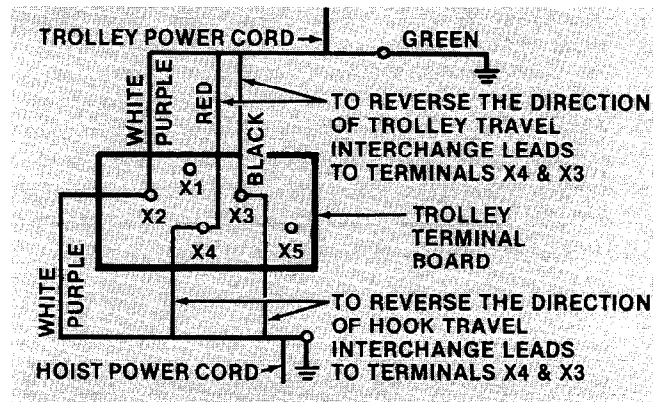 TROLLEY POWER CORD
GREEN
WHITE
PURPLE
RED
BLACK
TO REVERSE THE DIRECTION
OF TROLLEY TRAVEL
INTERCHANGE LEADS
TO TERMINALS X4 & X3
X1
X2
X3
X4
X5
TROLLEY
TERMINAL
BOARD
WHITE
PURPLE
TO REVERSE THE DIRECTION
OF HOOK TRAVEL
INTERCHANGE LEADS
TO TERMINALS X4 & X3
HOIST POWER CORD